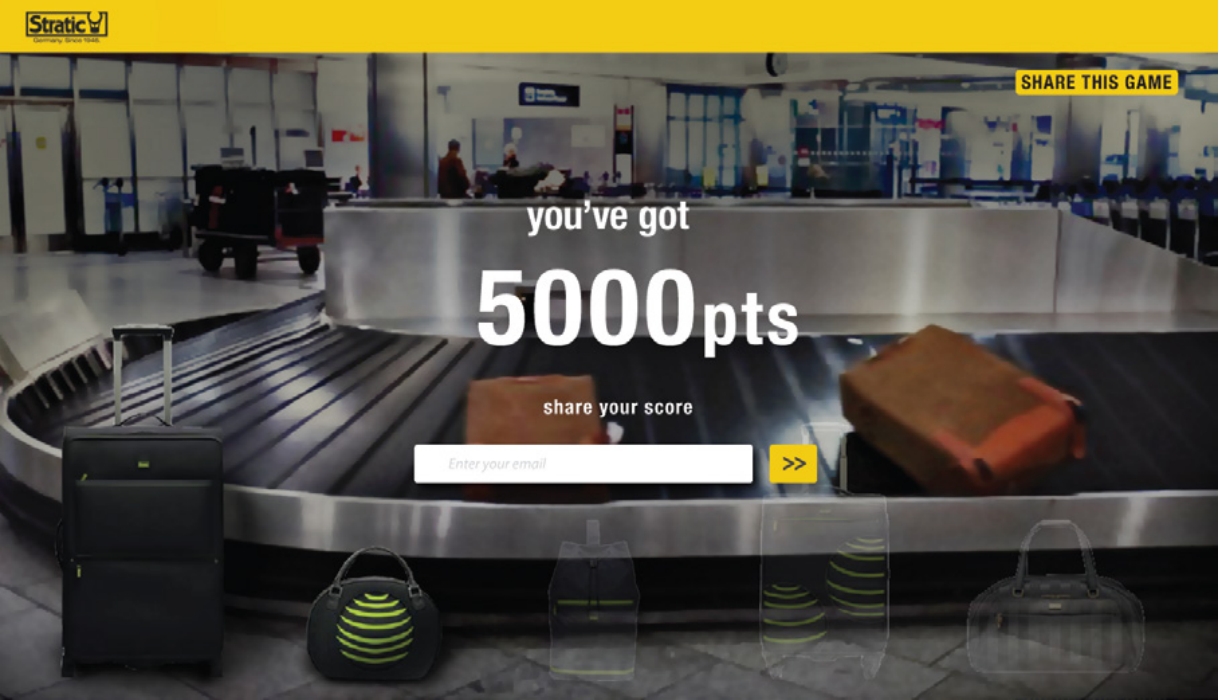 Stratic
Germany. Since 1946.
SHARE THIS GAME
you've got
5000pts
share your score
Enter your email
>>